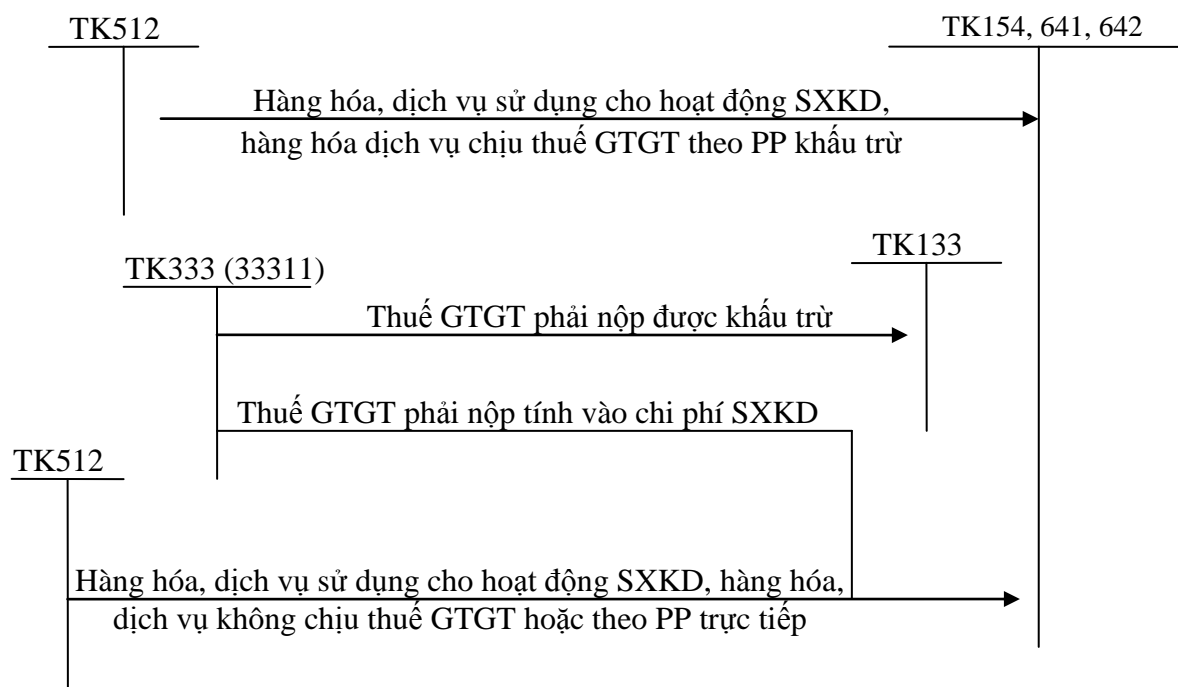 TK512
TK154, 641, 642
Hàng hóa, dịch vụ sử dụng cho hoạt động SXKD,
hàng hóa dịch vụ chịu thuế GTGT theo PP khấu trừ
TK133
TK333 (33311)
Thuế GTGT phải nộp được khấu trừ
Thuế GTGT phải nộp tính vào chi phí SXKD
TK512
Hàng hóa, dịch vụ sử dụng cho hoạt động SXKD, hàng hóa,
dịch vụ không chịu thuế GTGT hoặc theo PP trực tiếp